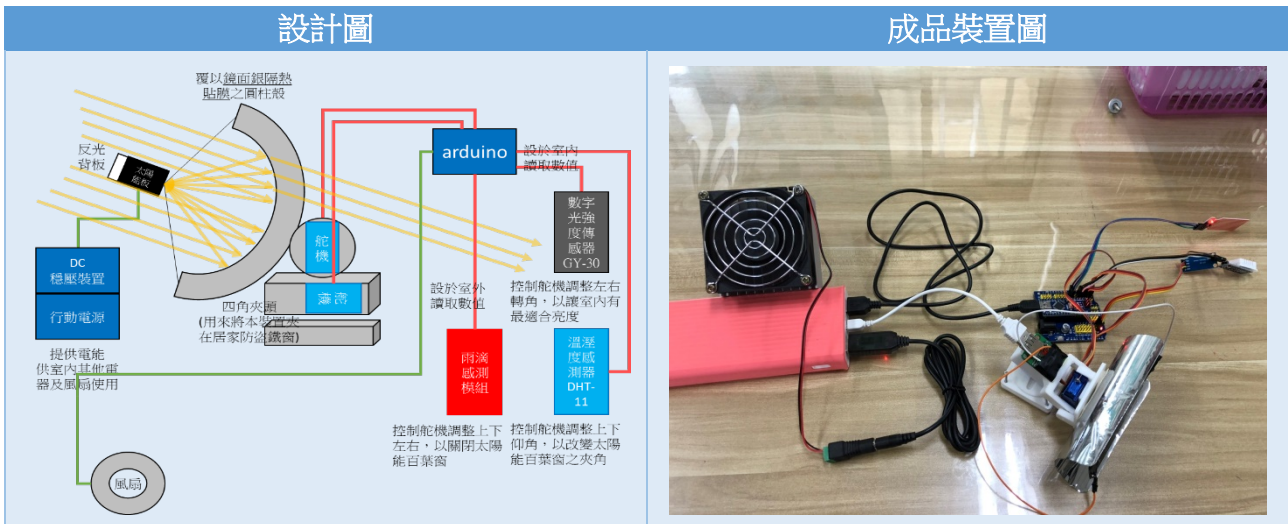 設計圖
成品裝置圖
覆以鏡面銀隔熱
貼膜之圓柱殼
反光
背板
太陽
能板
arduino
設於室內
讀取數值
數字
光強
度傳
感器
GY-30
舵
機
舵機
DC
穩壓裝置
行動電源
四角夾頭
(用來將本裝置夾
在居家防盜鐵窗)
設於室外
讀取數值
控制舵機調整左右
轉角，以讓室內有
最適合亮度
提供電能
供室內其他電
器及風扇使用
雨滴
感測
模組
溫溼
度感
測器
DHT-
11
控制舵機調整上下
左右，以關閉太陽
能百葉窗
控制舵機調整上下
仰角，以改變太陽
能百葉窗之夾角
風扇